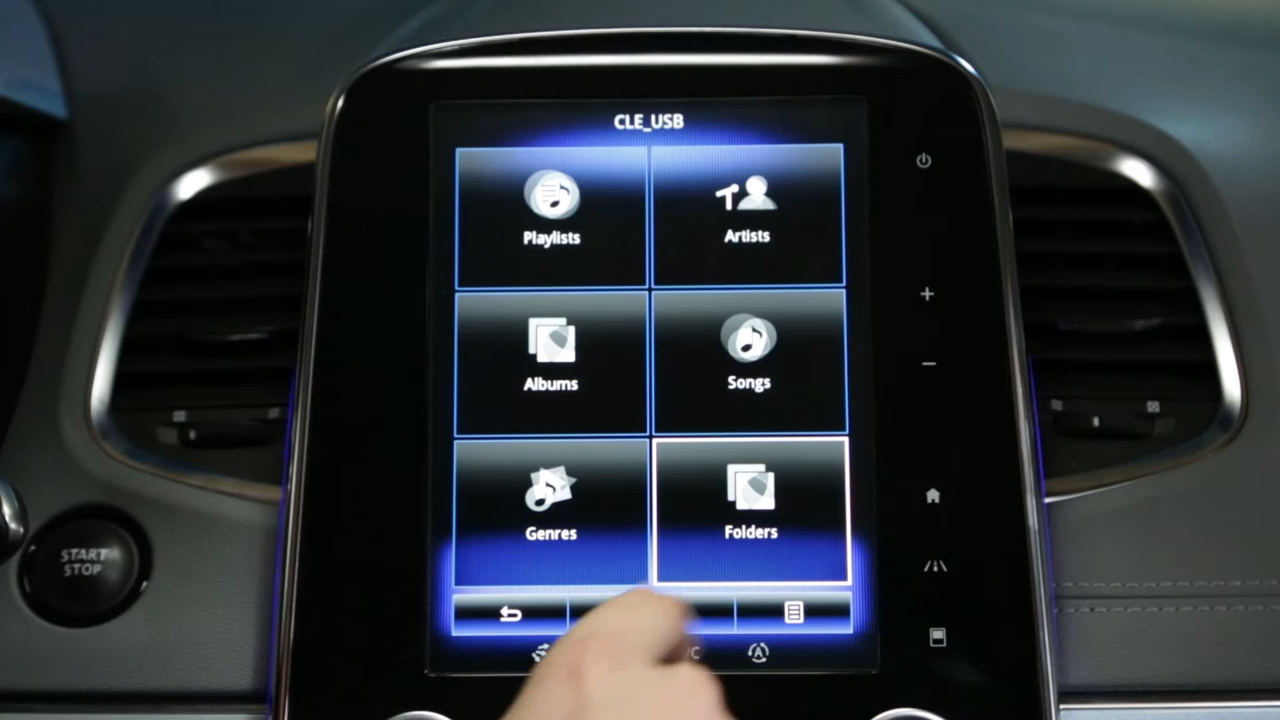 CLE_USB
Playlists
Artists
Albums
Songs
Genres
Folders
START
STOP
A